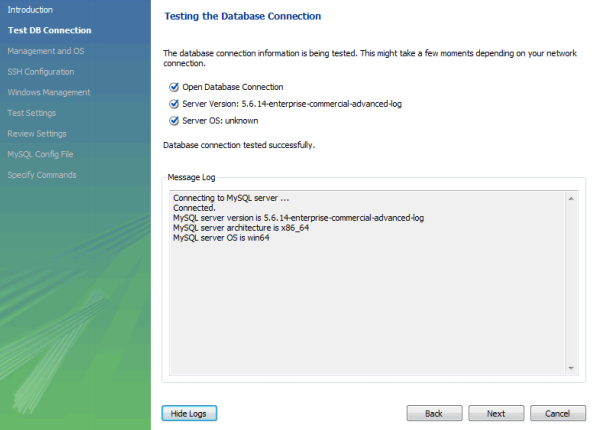 Introduction
Test DB Connection
Management and OS
SSH Configuration
Windows Management
Test Settings
Review Settings
MySQL Config File
Specify Commands
Testing the Database Connection
The database connection information is being tested. This might take a few moments depending on your network
connection.
Open Database Connection
Server Version: 5.6.14-enterprise-commercial-advanced-log
Server OS: unknown
Database connection tested successfully.
Message Log
Connecting to MySQL server ...
Connected.
MySQL server version is 5.6.14-enterprise-commercial-advanced-log
MySQL server architecture is x86_64
MySQL server OS is win64
Hide Logs
Back
Next
Cancel